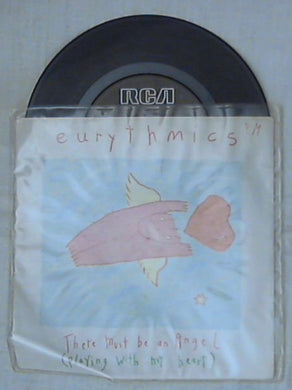 RCA
eurythmics
There Must be an Angel
(playing with my heart)